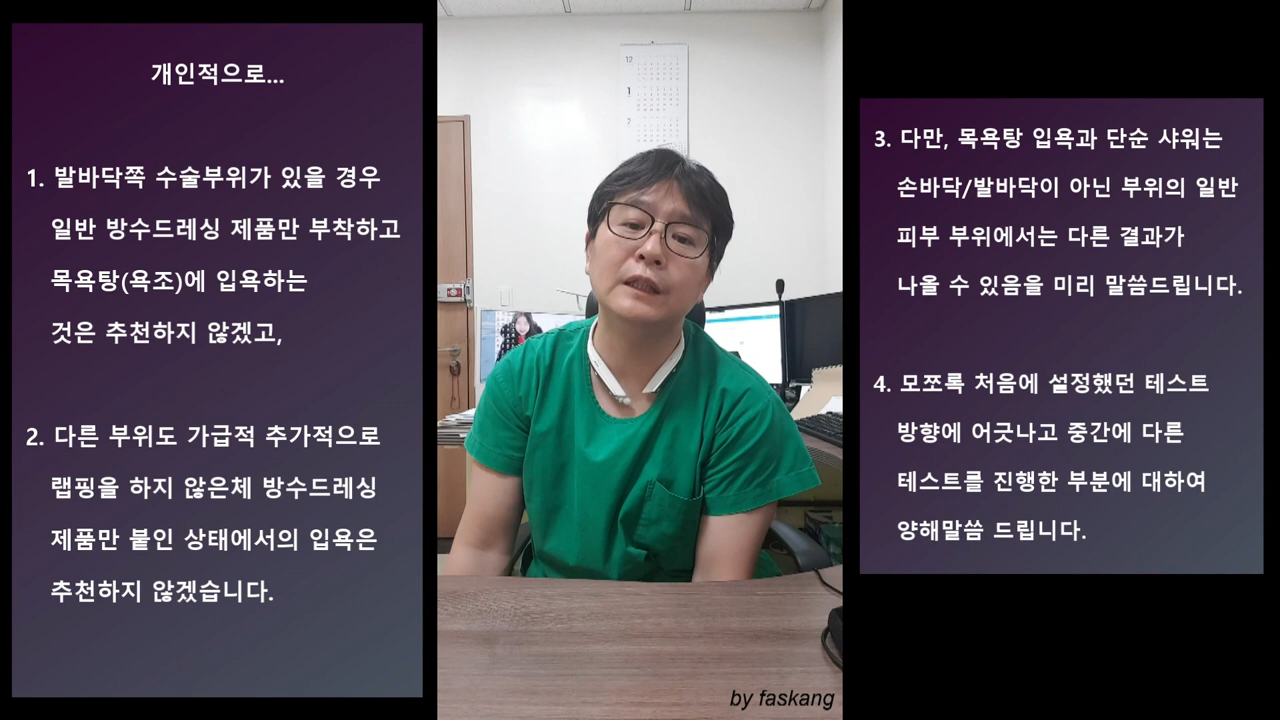 개인적으로...
1. 발바닥쪽 수술부위가 있을 경우
일반 방수드레싱 제품만 부착하고
목욕탕(욕조)에 입욕하는
것은 추천하지 않겠고,
2. 다른 부위도 가급적 추가적으로
랩핑을 하지 않은체 방수드레싱
제품만 붙인 상태에서의 입욕은
추천하지 않겠습니다.
12
1
2
by faskang
3. 다만, 목욕탕 입욕과 단순 샤워는
손바닥/발바닥이 아닌 부위의 일반
피부 부위에서는 다른 결과가
나올 수 있음을 미리 말씀드립니다.
4. 모쪼록 처음에 설정했던 테스트
방향에 어긋나고 중간에 다른
테스트를 진행한 부분에 대하여
양해말씀 드립니다.